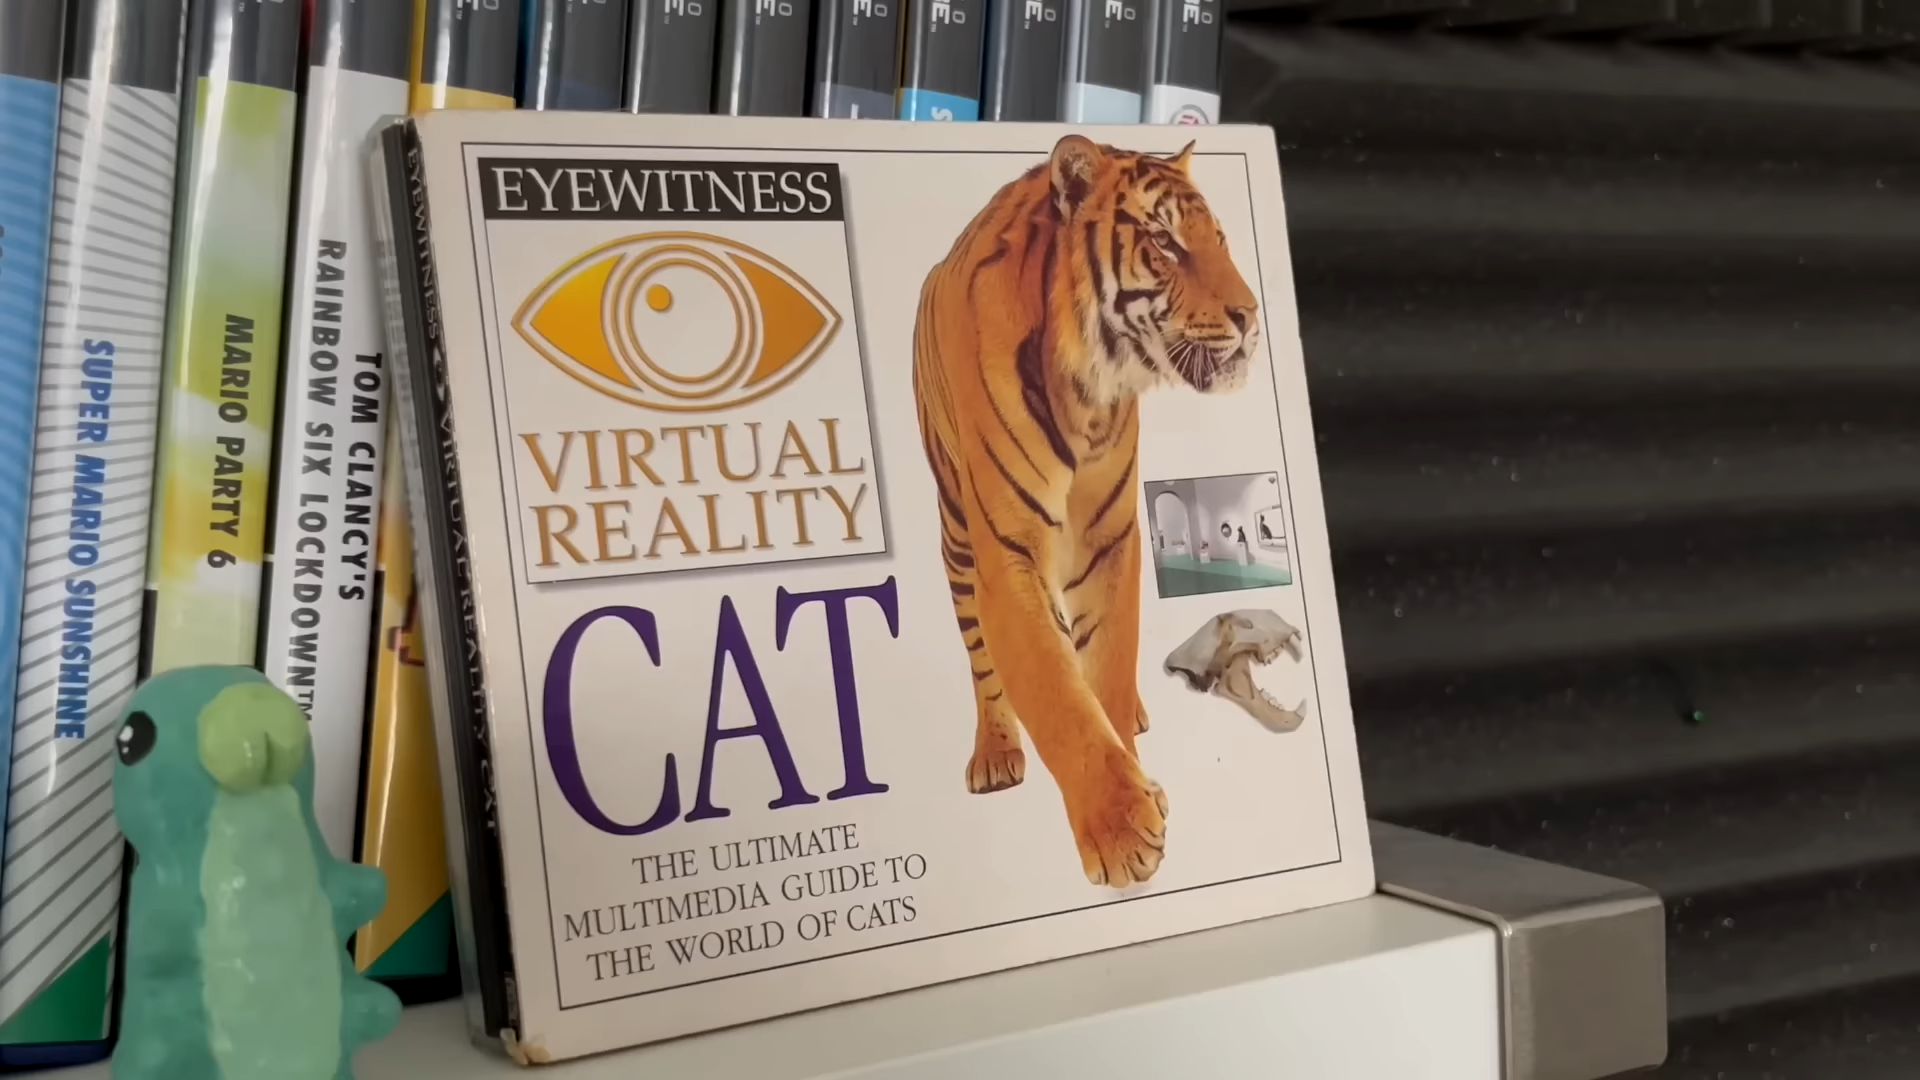 SUPER MARIO SUNSHINE
MARIO PARTY 6
TOM CLANCY'S
RAINBOW SIX LOCKDOWN™
EYEWITNESS VIRTUAL REALITY CAT
EYEWITNESS
VIRTUAL
REALITY
CAT
THE ULTIMATE
MULTIMEDIA GUIDE TO
THE WORLD OF CATS